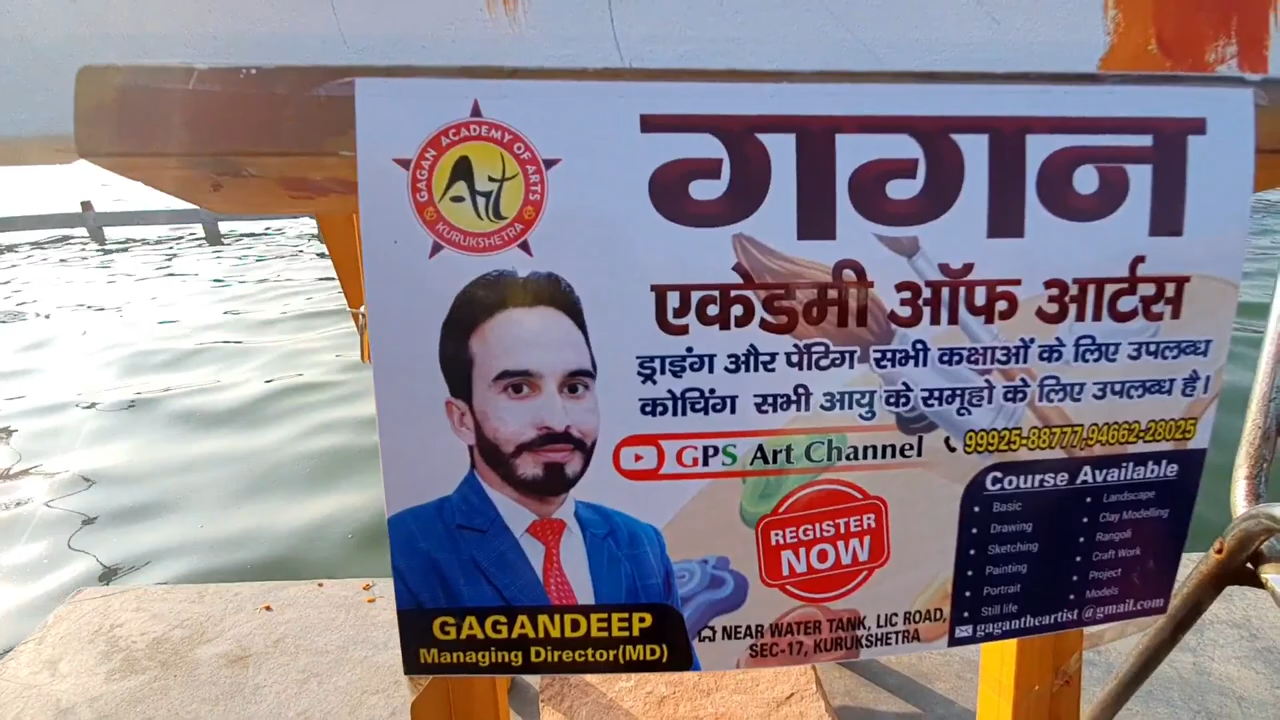 GAGAN ACADEMY OF ARTS
Art
KURUKSHETRA
गगन
एकेडमी ऑफ आर्टस
ड्राइंग और पेंटिग सभी कक्षाओं के लिए उपलब्ध
कोचिंग सभी आयु के समूहो के लिए उपलब्ध है।
GPS Art Channel 99925-88777,94662-28025
REGISTER
NOW
Course Available
• Basic
• Drawing
• Sketching
• Painting
• Portrait
• Still life
• Landscape
• Clay Modelling
• Rangoli
• Craft Work
• Project
• Models
gagantheartist@gmail.com
GAGANDEEP
Managing Director(MD)
NEAR WATER TANK, LIC ROAD,
SEC-17, KURUKSHETRA